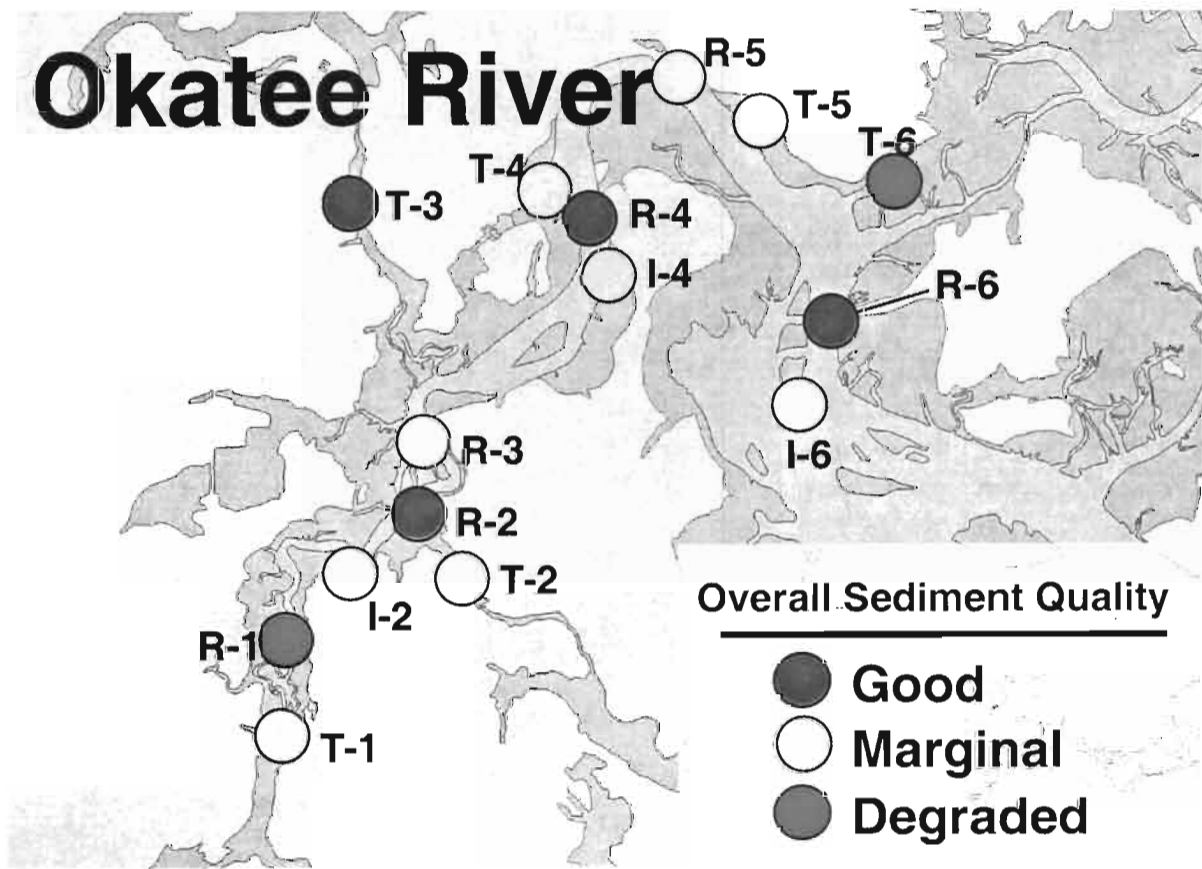 Okatee River
R-5
T-5
T-6
T-4
T-3
R-4
I-4
R-6
I-6
R-3
R-2
T-2
I-2
R-1
T-1
Overall Sediment Quality
Good
Marginal
Degraded